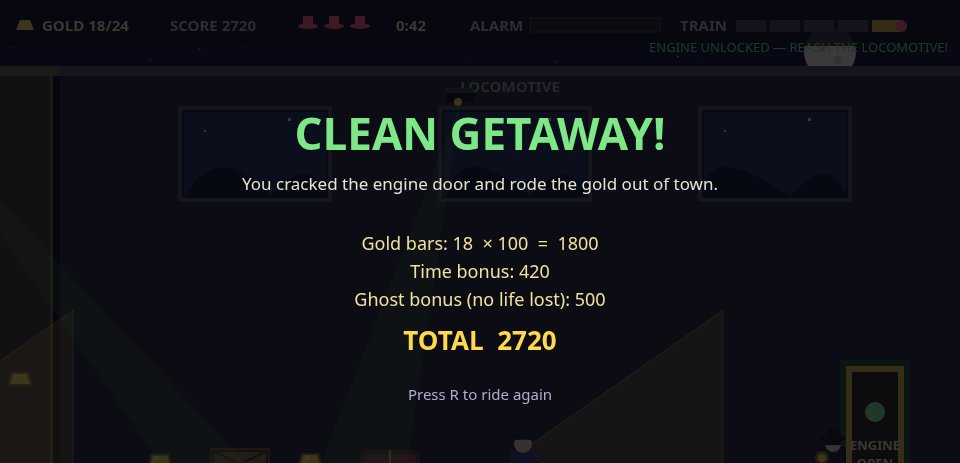 GOLD 18/24 SCORE 2720 0:42 ALARM TRAIN
ENGINE UNLOCKED — REACH THE LOCOMOTIVE!
LOCOMOTIVE
CLEAN GETAWAY!
You cracked the engine door and rode the gold out of town.
Gold bars: 18 × 100 = 1800
Time bonus: 420
Ghost bonus (no life lost): 500
TOTAL 2720
Press R to ride again
ENGINE
OPEN